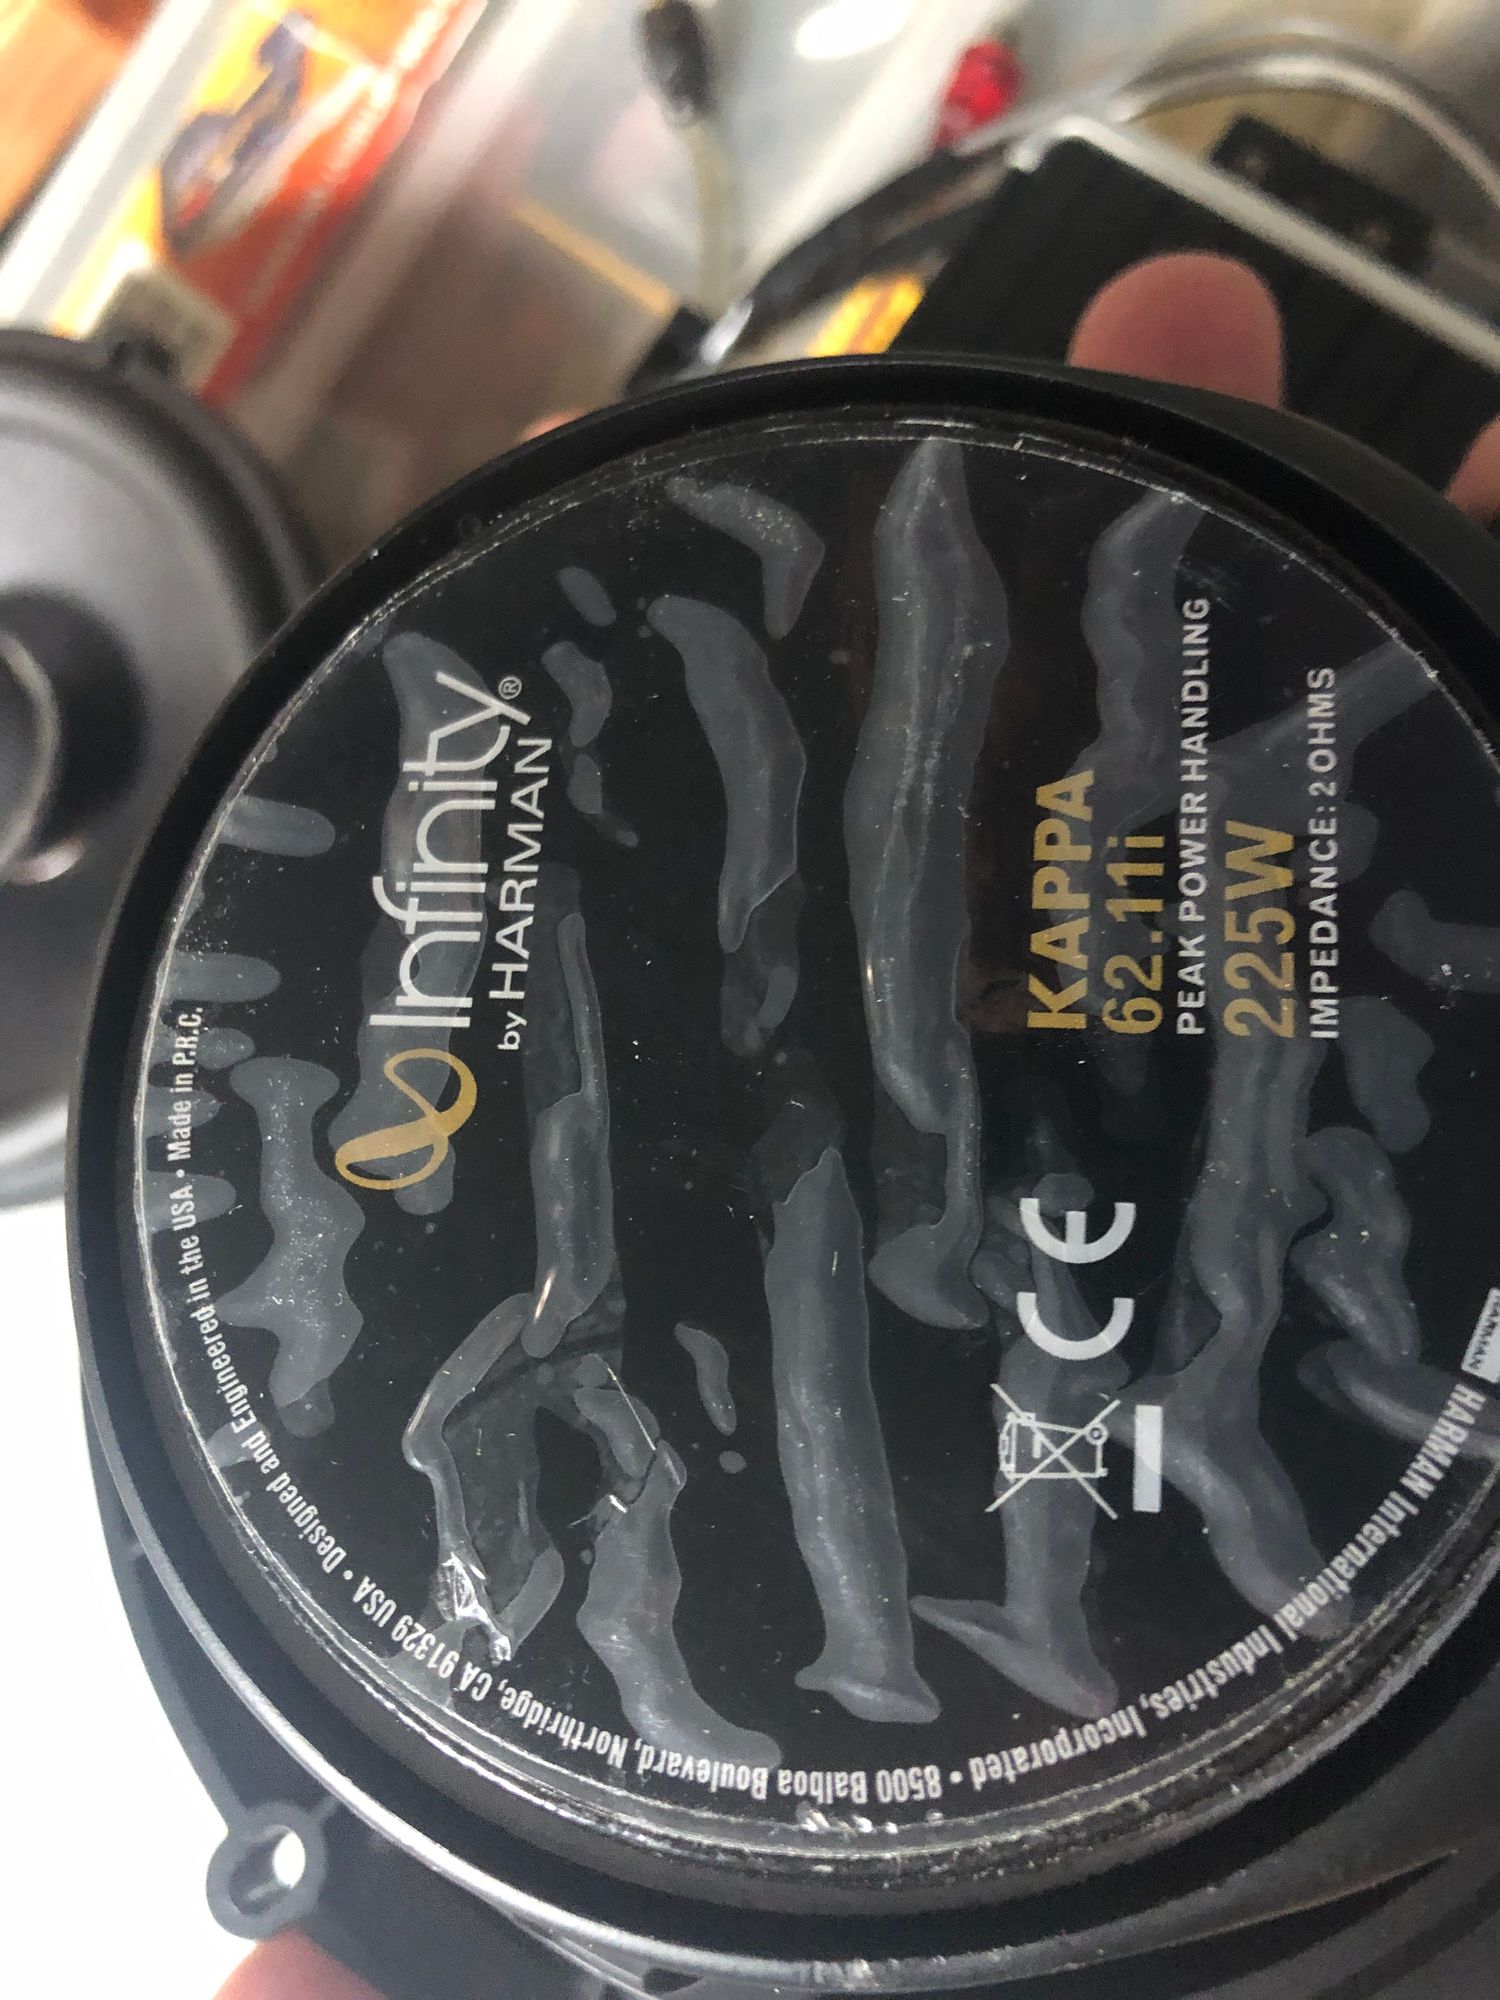 Infinity®
by HARMAN
KAPPA
62.11i
PEAK POWER HANDLING
225W
IMPEDANCE: 2 OHMS
CE
HARMAN
HARMAN International Industries, Incorporated • 8500 Balboa Boulevard, Northridge, CA 91329 USA • Designed and Engineered in the USA • Made in P.R.C.